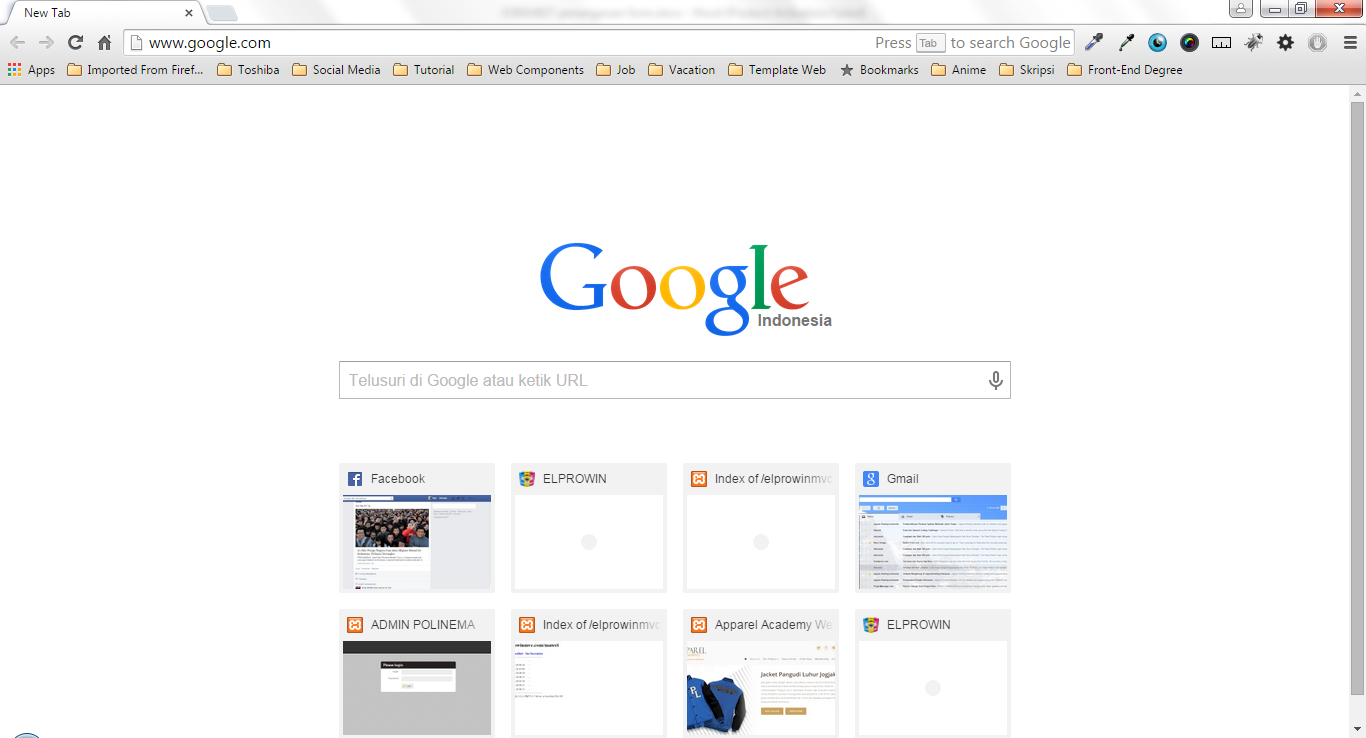 New Tab
www.google.com
Press Tab to search Google
Apps
Imported From Firef...
Toshiba
Social Media
Tutorial
Web Components
Job
Vacation
Template Web
Bookmarks
Anime
Skripsi
Front-End Degree
Google
Indonesia
Telusuri di Google atau ketik URL
Facebook
ELPROWIN
Index of /elprowinmvc
Gmail
ADMIN POLINEMA
Please login
Index of /elprowinmvc
Apparel Academy We
Jacket Pangudi Luhur Jogjak
ELPROWIN